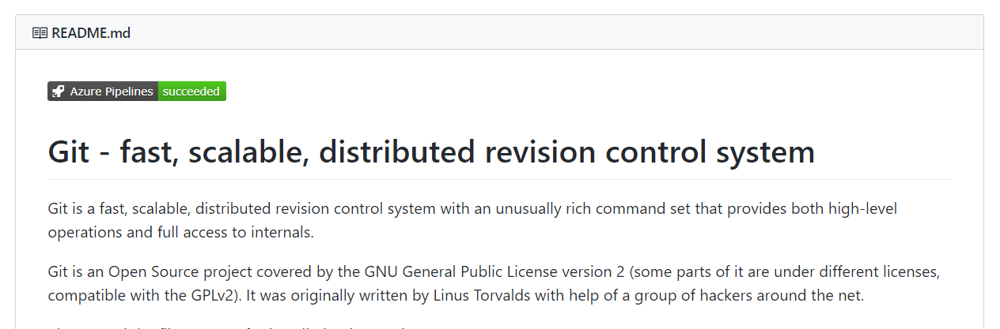 README.md
Azure Pipelines succeeded
Git - fast, scalable, distributed revision control system
Git is a fast, scalable, distributed revision control system with an unusually rich command set that provides both high-level
operations and full access to internals.
Git is an Open Source project covered by the GNU General Public License version 2 (some parts of it are under different licenses,
compatible with the GPLv2). It was originally written by Linus Torvalds with help of a group of hackers around the net.